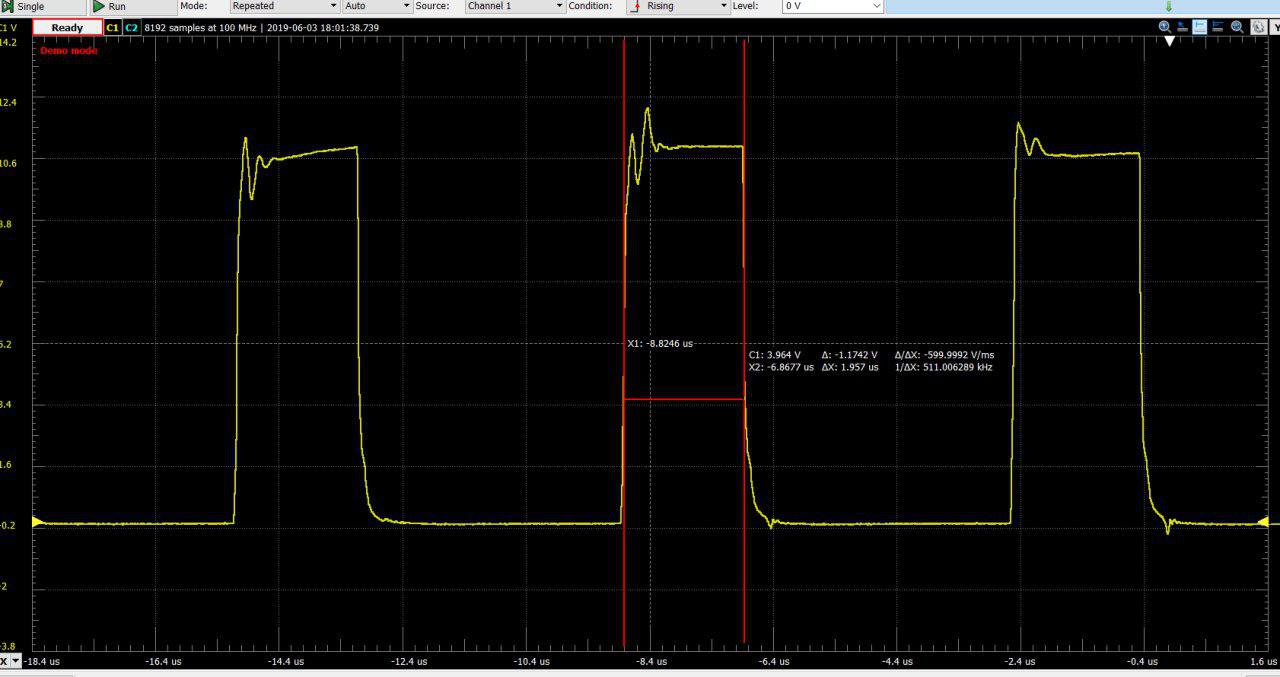 Single Run Mode: Repeated Auto Source: Channel 1 Condition: Rising Level: 0 V
C1 V Ready C1 C2 8192 samples at 100 MHz | 2019-06-03 18:01:38.739
14.2
Demo mode
12.4
10.6
8.8
7
X1: -8.8246 us
5.2
C1: 3.964 V Δ: -1.1742 V Δ/ΔX: -599.9992 V/ms
X2: -6.8677 us ΔX: 1.957 us 1/ΔX: 511.006289 kHz
3.4
1.6
-0.2
-2
-3.8
X -18.4 us -16.4 us -14.4 us -12.4 us -10.4 us -8.4 us -6.4 us -4.4 us -2.4 us -0.4 us 1.6 us